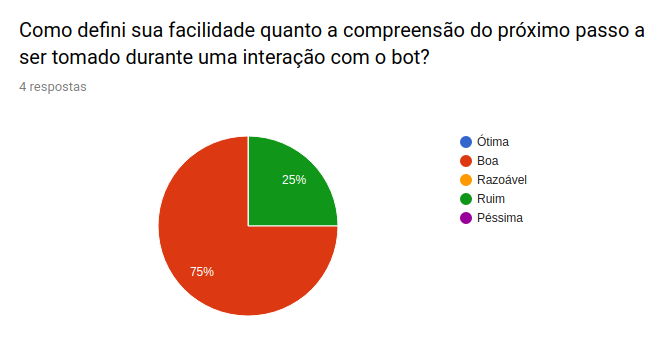 Como defini sua facilidade quanto a compreensão do próximo passo a
ser tomado durante uma interação com o bot?
4 respostas
Ótima
Boa
Razoável
Ruim
Péssima
25%
75%